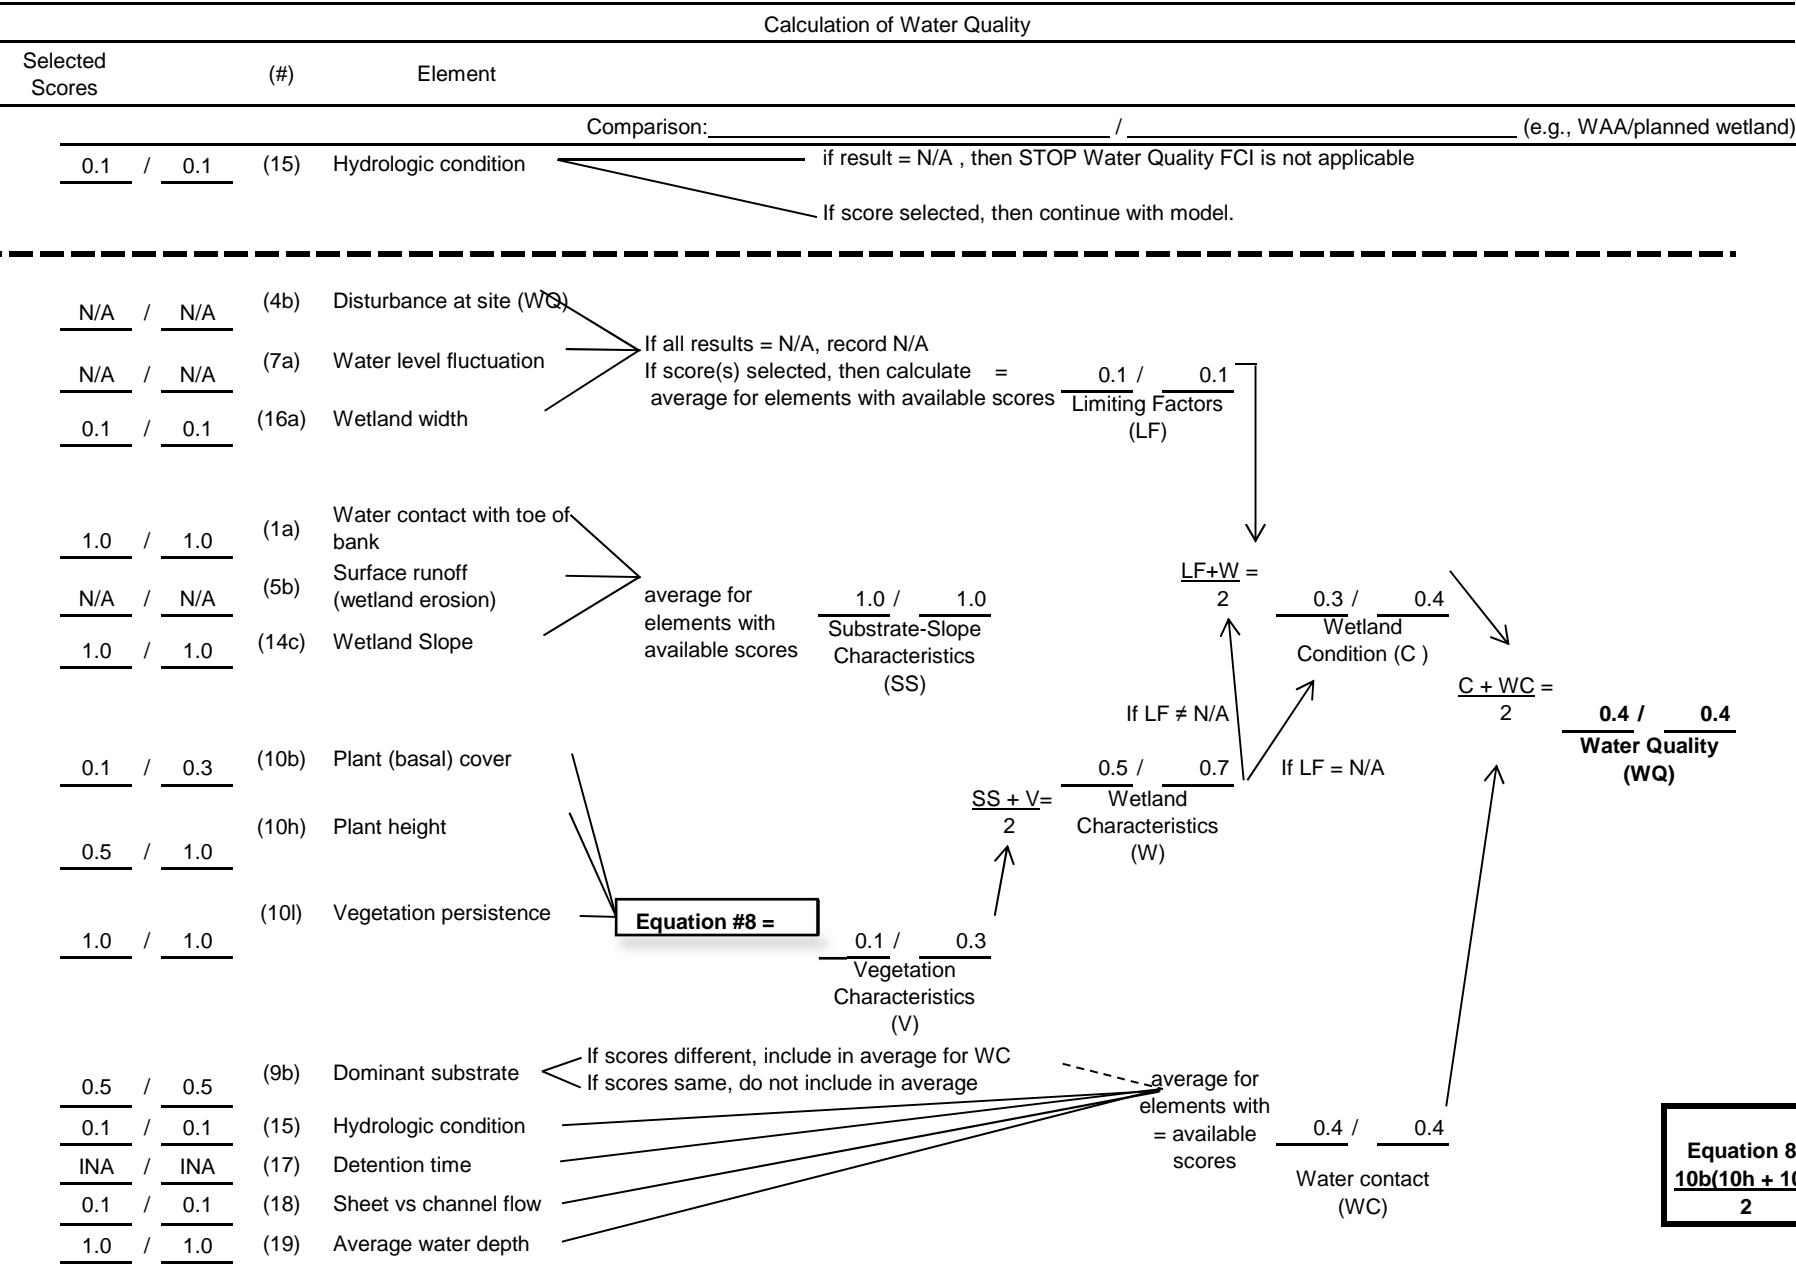 Calculation of Water Quality
Selected Scores (#) Element
Comparison: / (e.g., WAA/planned wetland)
0.1 / 0.1 (15) Hydrologic condition if result = N/A , then STOP Water Quality FCI is not applicable
If score selected, then continue with model.
N/A / N/A (4b) Disturbance at site (WQ)
N/A / N/A (7a) Water level fluctuation
0.1 / 0.1 (16a) Wetland width
If all results = N/A, record N/A
If score(s) selected, then calculate =
average for elements with available scores
0.1 / 0.1
Limiting Factors
(LF)
1.0 / 1.0 (1a) Water contact with toe of
bank
N/A / N/A (5b) Surface runoff
(wetland erosion)
1.0 / 1.0 (14c) Wetland Slope
average for
elements with
available scores
1.0 / 1.0
Substrate-Slope
Characteristics
(SS)
LF+W =
2
0.3 / 0.4
Wetland
Condition (C )
If LF ≠ N/A
If LF = N/A
C + WC =
2
0.4 / 0.4
Water Quality
(WQ)
0.1 / 0.3 (10b) Plant (basal) cover
0.5 / 1.0 (10h) Plant height
1.0 / 1.0 (10l) Vegetation persistence
SS + V=
2
0.5 / 0.7
Wetland
Characteristics
(W)
Equation #8 =
0.1 / 0.3
Vegetation
Characteristics
(V)
0.5 / 0.5 (9b) Dominant substrate
If scores different, include in average for WC
If scores same, do not include in average
0.1 / 0.1 (15) Hydrologic condition
INA / INA (17) Detention time
0.1 / 0.1 (18) Sheet vs channel flow
1.0 / 1.0 (19) Average water depth
average for
elements with
= available
scores
0.4 / 0.4
Water contact
(WC)
Equation 8
10b(10h + 10
2